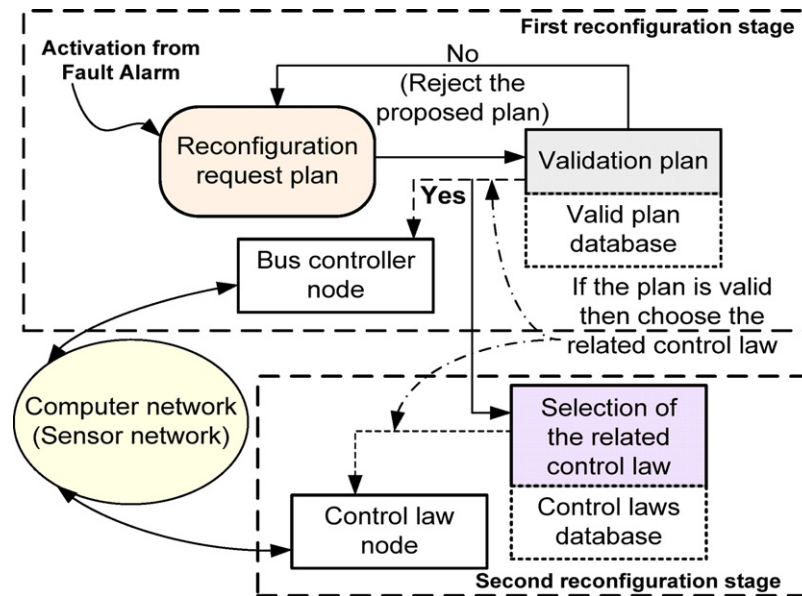 First reconfiguration stage
Activation from
Fault Alarm
No
(Reject the
proposed plan)
Reconfiguration
request plan
Validation plan
Yes
Valid plan
database
Bus controller
node
If the plan is valid
then choose the
related control law
Computer network
(Sensor network)
Selection of
the related
control law
Control laws
database
Control law
node
Second reconfiguration stage